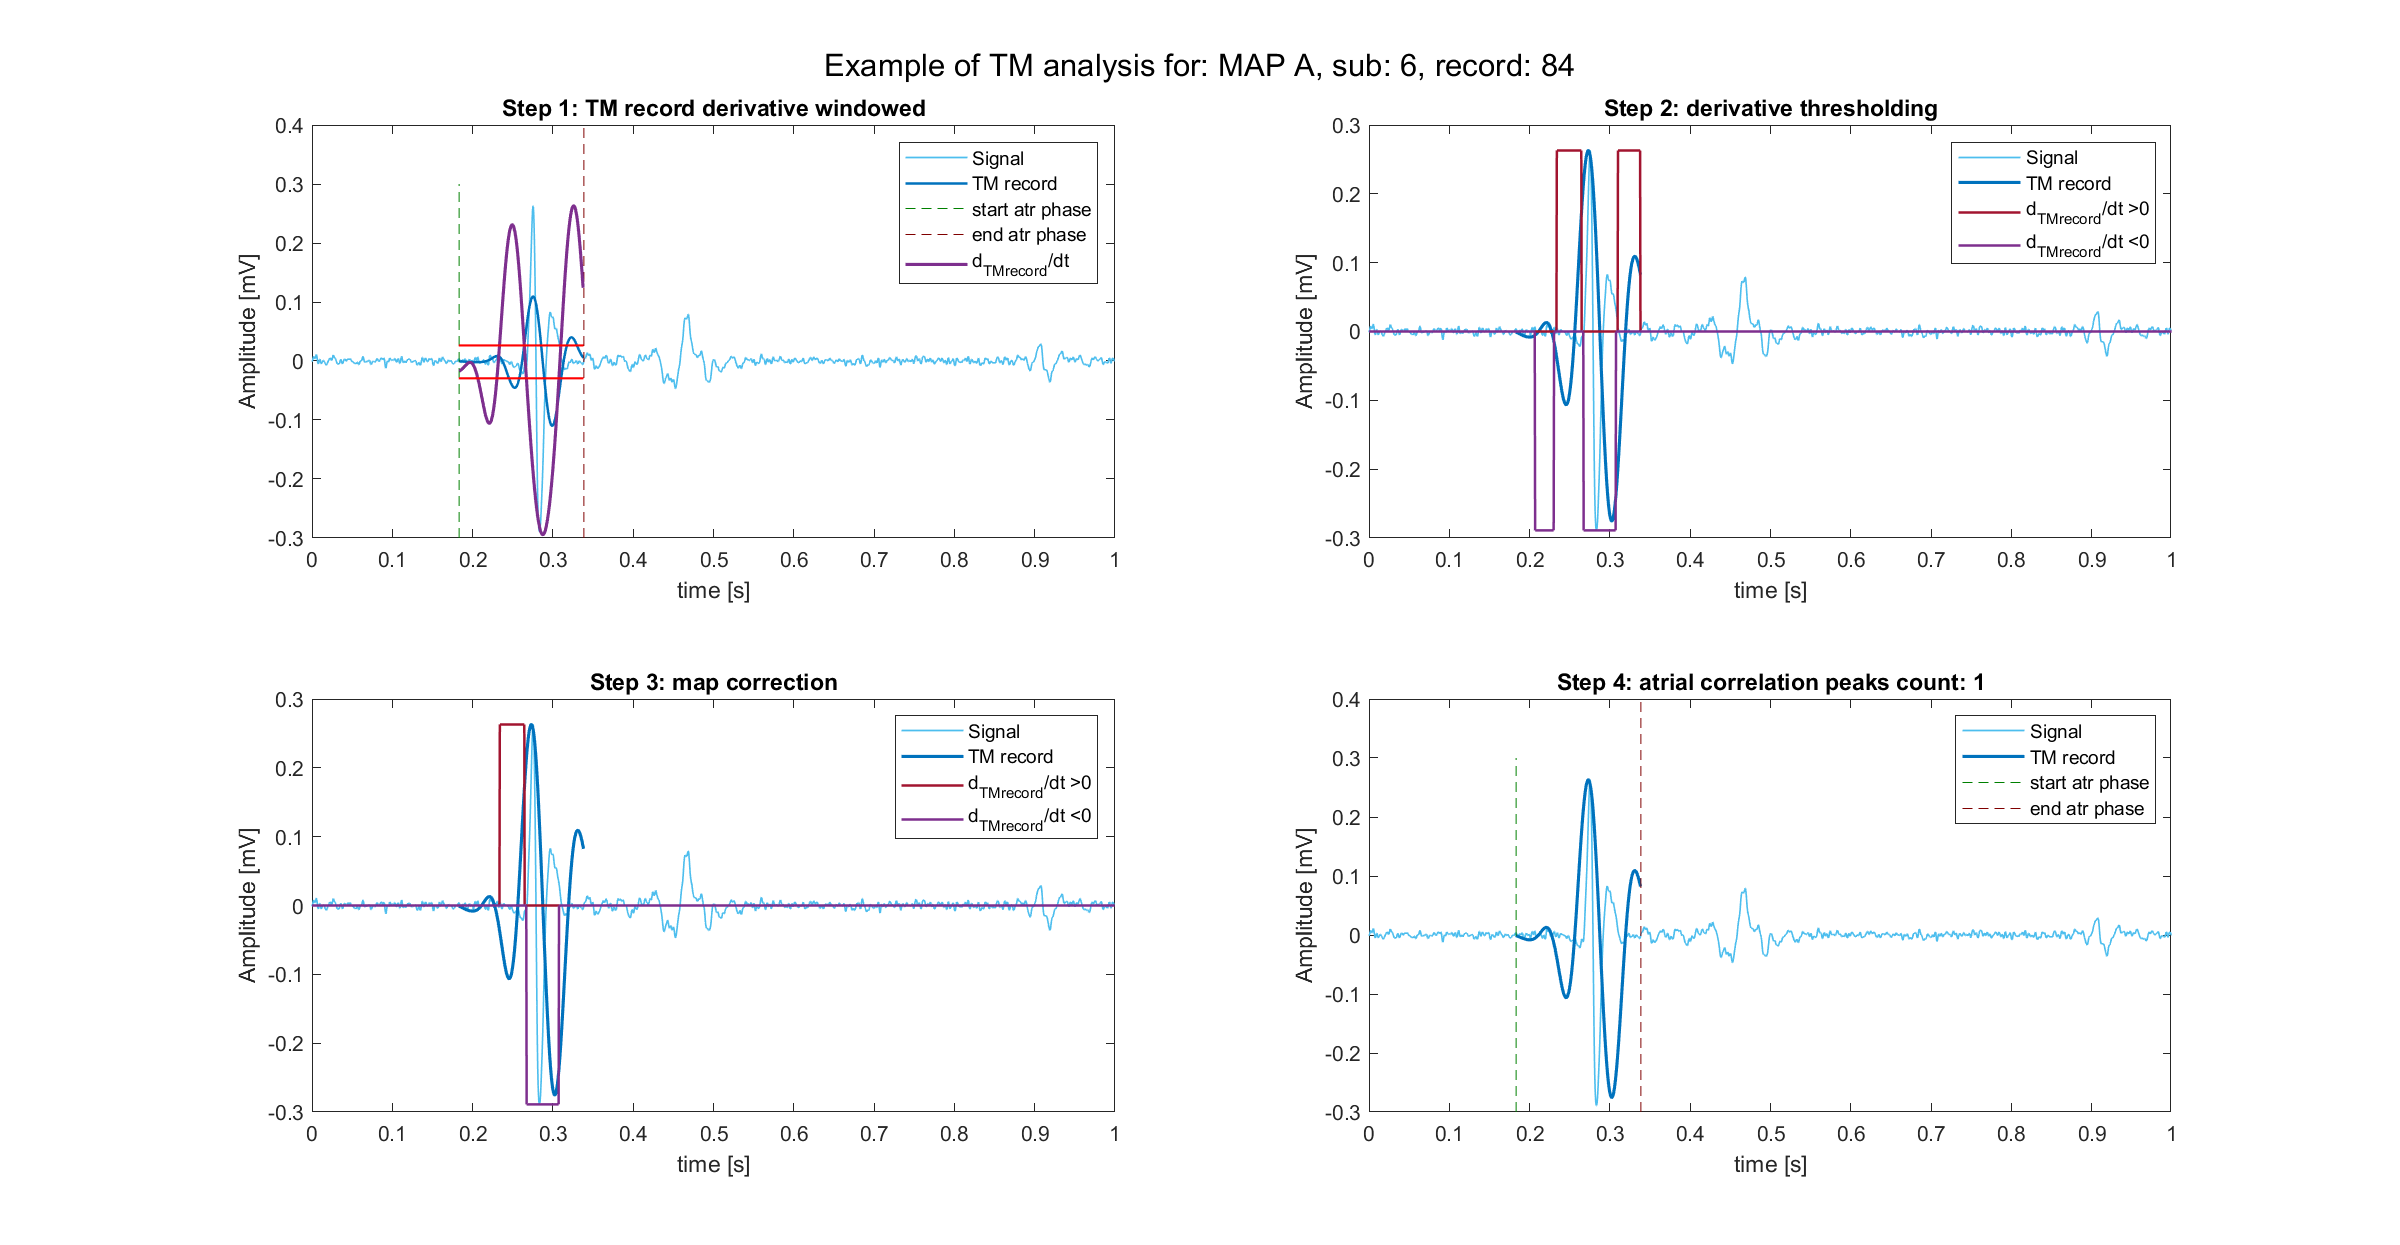 Example of TM analysis for: MAP A, sub: 6, record: 84
Step 1: TM record derivative windowed
0.4
0.3
0.2
0.1
0
-0.1
-0.2
-0.3
Amplitude [mV]
Signal
TM record
start atr phase
end atr phase
d_TMrecord/dt
0 0.1 0.2 0.3 0.4 0.5 0.6 0.7 0.8 0.9 1
time [s]
Step 2: derivative thresholding
0.3
0.2
0.1
0
-0.1
-0.2
-0.3
Amplitude [mV]
Signal
TM record
d_TMrecord/dt >0
d_TMrecord/dt <0
0 0.1 0.2 0.3 0.4 0.5 0.6 0.7 0.8 0.9 1
time [s]
Step 3: map correction
0.3
0.2
0.1
0
-0.1
-0.2
-0.3
Amplitude [mV]
Signal
TM record
d_TMrecord/dt >0
d_TMrecord/dt <0
0 0.1 0.2 0.3 0.4 0.5 0.6 0.7 0.8 0.9 1
time [s]
Step 4: atrial correlation peaks count: 1
0.4
0.3
0.2
0.1
0
-0.1
-0.2
-0.3
Amplitude [mV]
Signal
TM record
start atr phase
end atr phase
0 0.1 0.2 0.3 0.4 0.5 0.6 0.7 0.8 0.9 1
time [s]